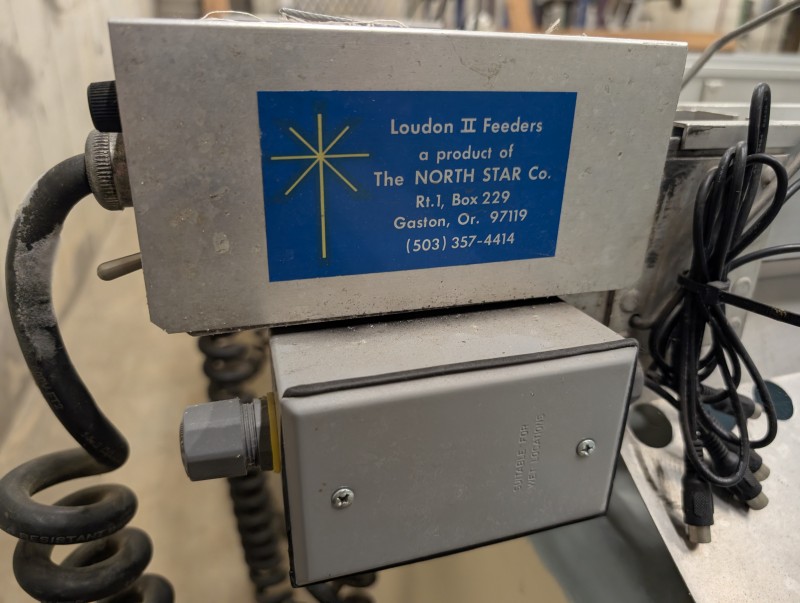 Loudon II Feeders
a product of
The NORTH STAR Co.
Rt.1, Box 229
Gaston, Or. 97119
(503) 357-4414
SUITABLE FOR
WET LOCATIONS
RESISTANT